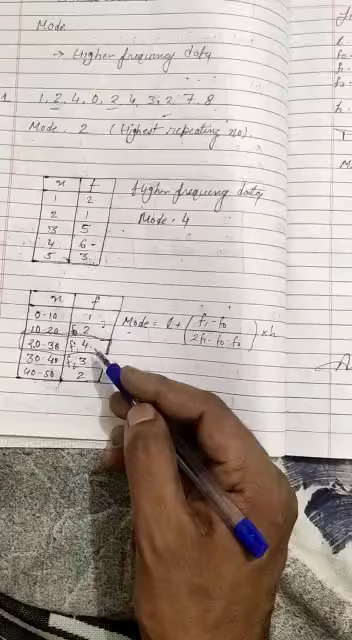 Mode
→ Higher frequency data
1, 2, 4, 0, 2, 4, 3, 2, 7, 8
Mode. 2 (Highest repeating no).
x f
1 2
2 1
3 5
4 6-
5 3
Higher frequency data
Mode. 4
x f
0-10 1
10-20 f₀ 2
20-30 f₁ 4
30-40 f₂ 3
40-50 2
Mode = l + (f₁-f₀ / 2f₁-f₀-f₂) × h